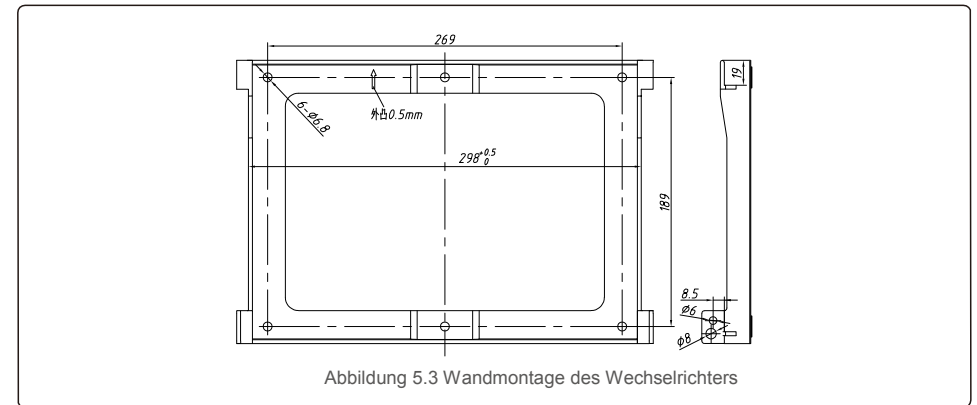 269
19
外凸0.5mm
6-Ø6.8
298 +0.5 0
189
8.5
Ø6
Ø8
Abbildung 5.3 Wandmontage des Wechselrichters